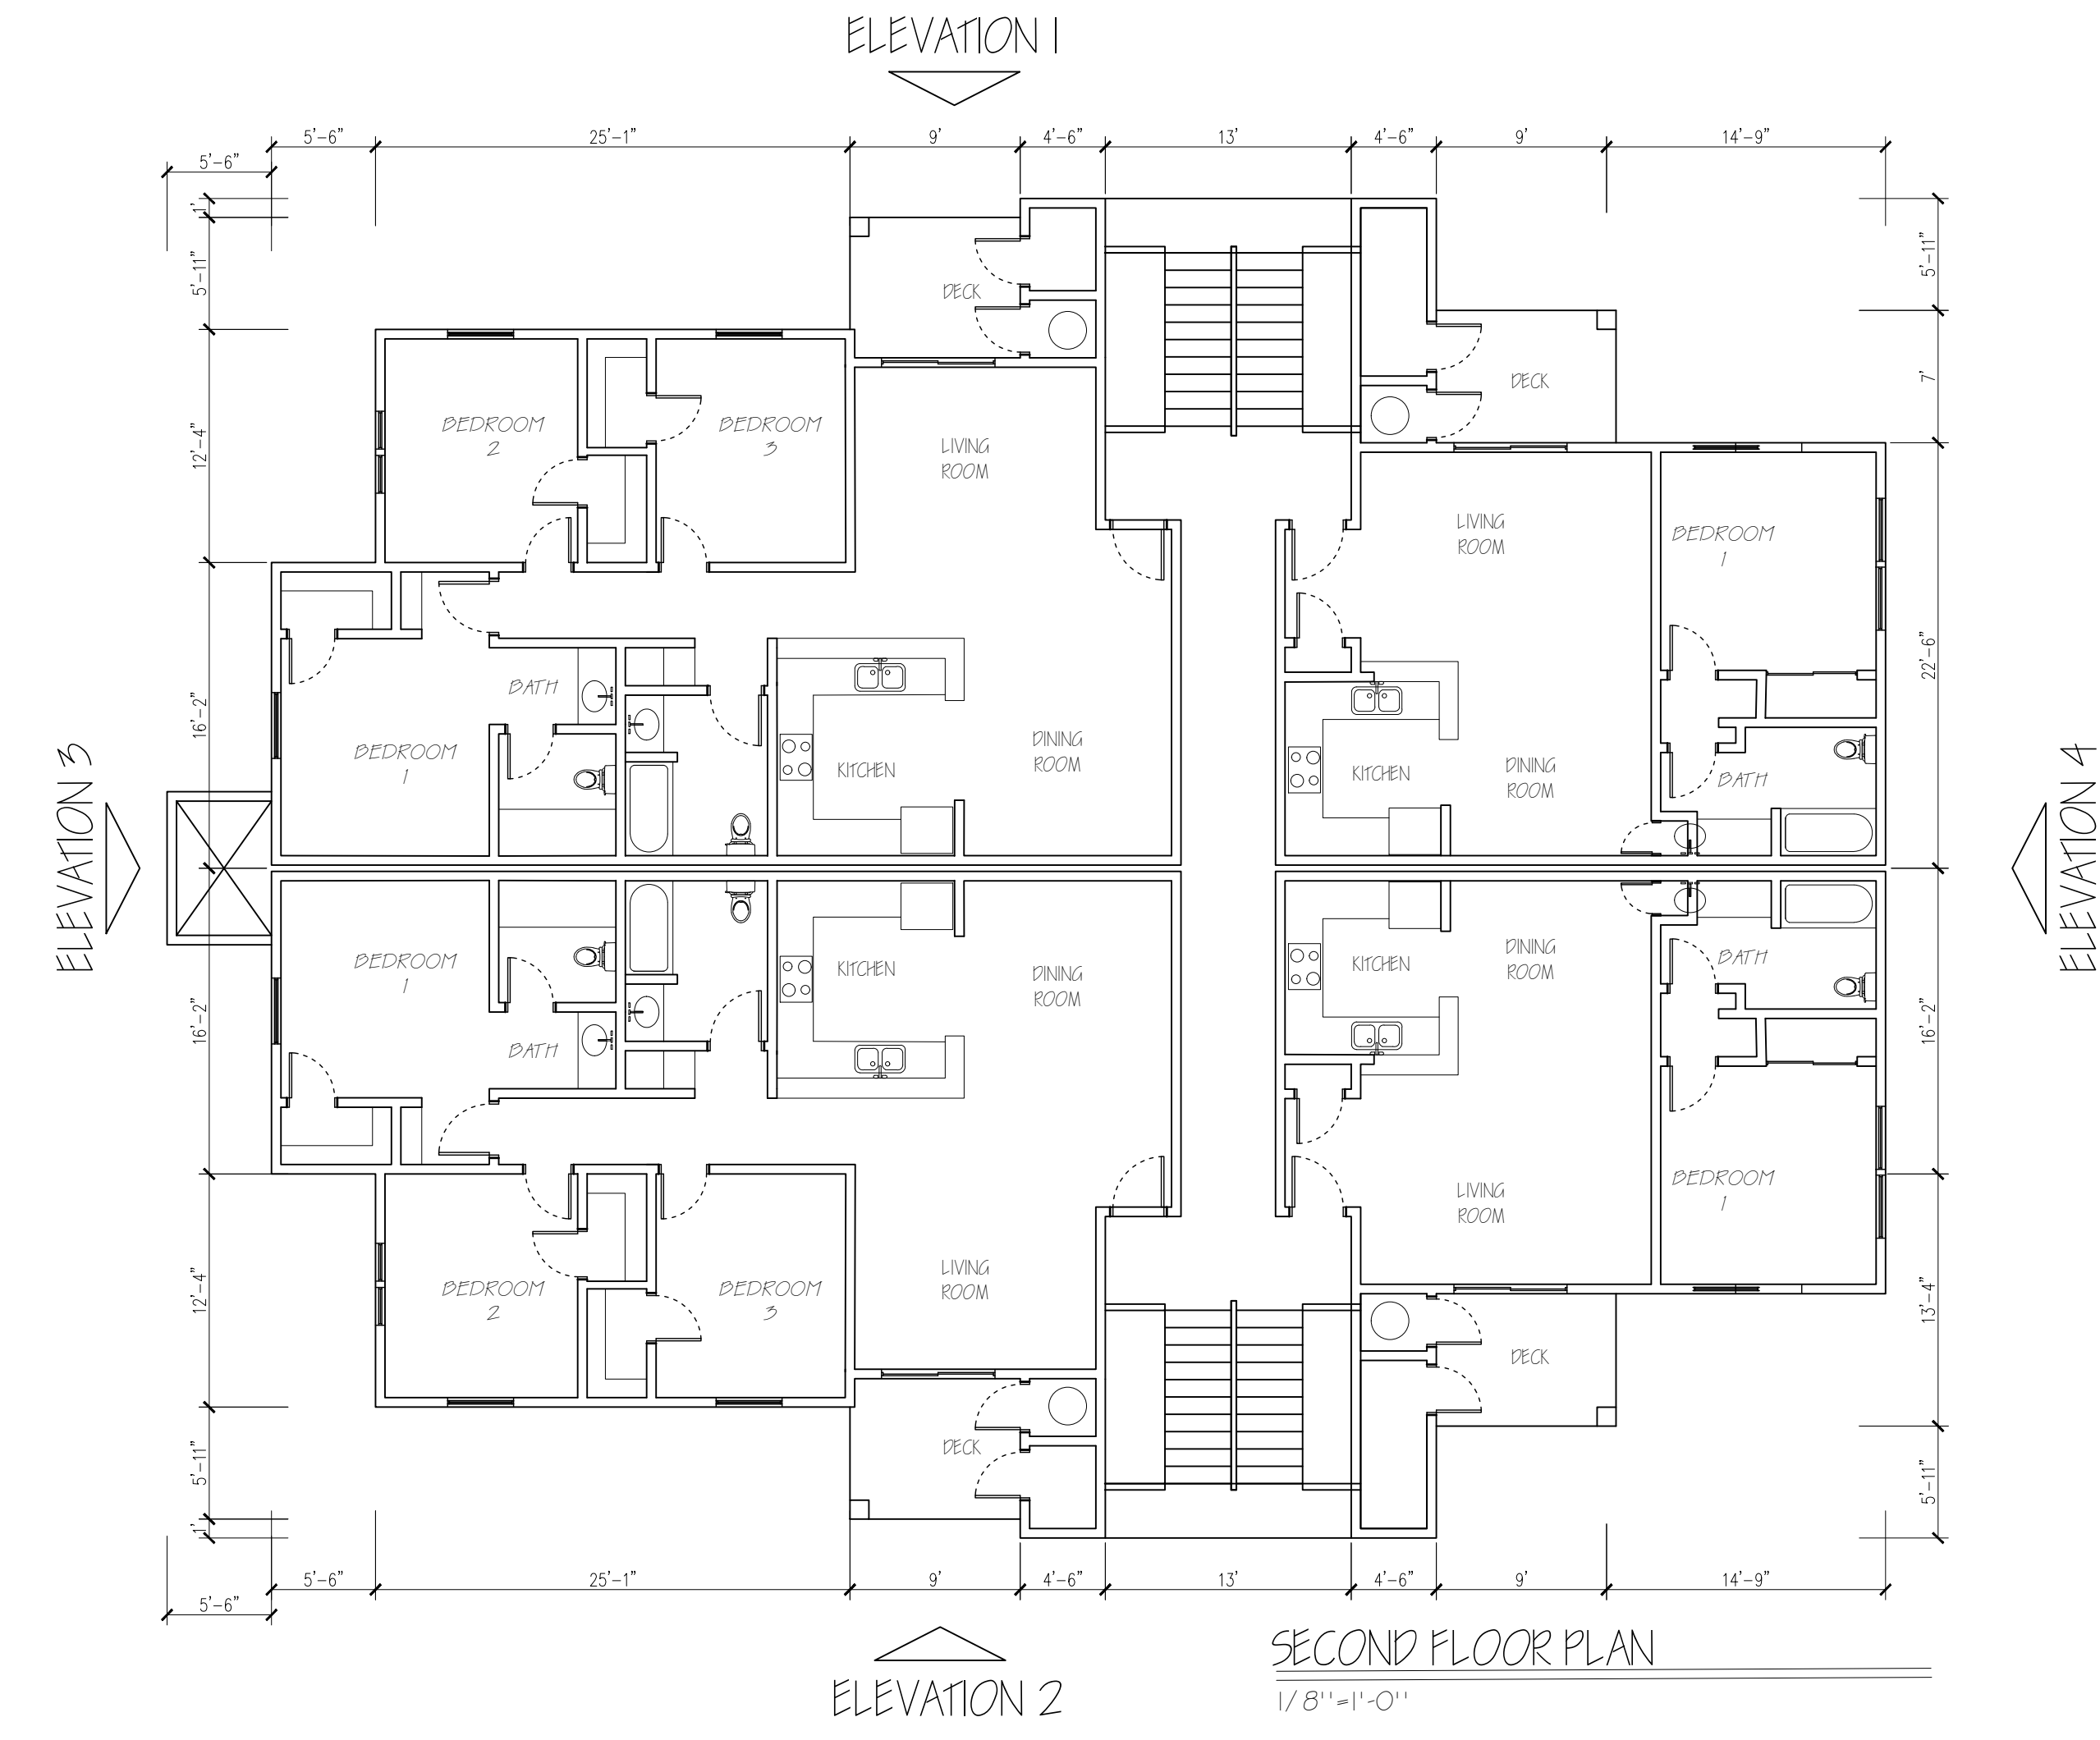 ELEVATION 1
5'-6" 25'-1" 9' 4'-6" 13' 4'-6" 9' 14'-9"
5'-6"
1'
5'-11"
5'-11"
DECK
7'
DECK
BEDROOM
2
BEDROOM
3
12'-4"
LIVING
ROOM
LIVING
ROOM
BEDROOM
1
22'-6"
BATH
16'-2"
BEDROOM
1
KITCHEN
DINING
ROOM
KITCHEN
DINING
ROOM
BATH
ELEVATION 3
ELEVATION 4
BEDROOM
1
KITCHEN
DINING
ROOM
KITCHEN
DINING
ROOM
BATH
16'-2"
BATH
16'-2"
BEDROOM
1
LIVING
ROOM
12'-4"
BEDROOM
2
BEDROOM
3
LIVING
ROOM
13'-4"
DECK
DECK
5'-11"
5'-11"
1'
5'-6" 25'-1" 9' 4'-6" 13' 4'-6" 9' 14'-9"
5'-6"
SECOND FLOOR PLAN
1/8''=1'-0''
ELEVATION 2